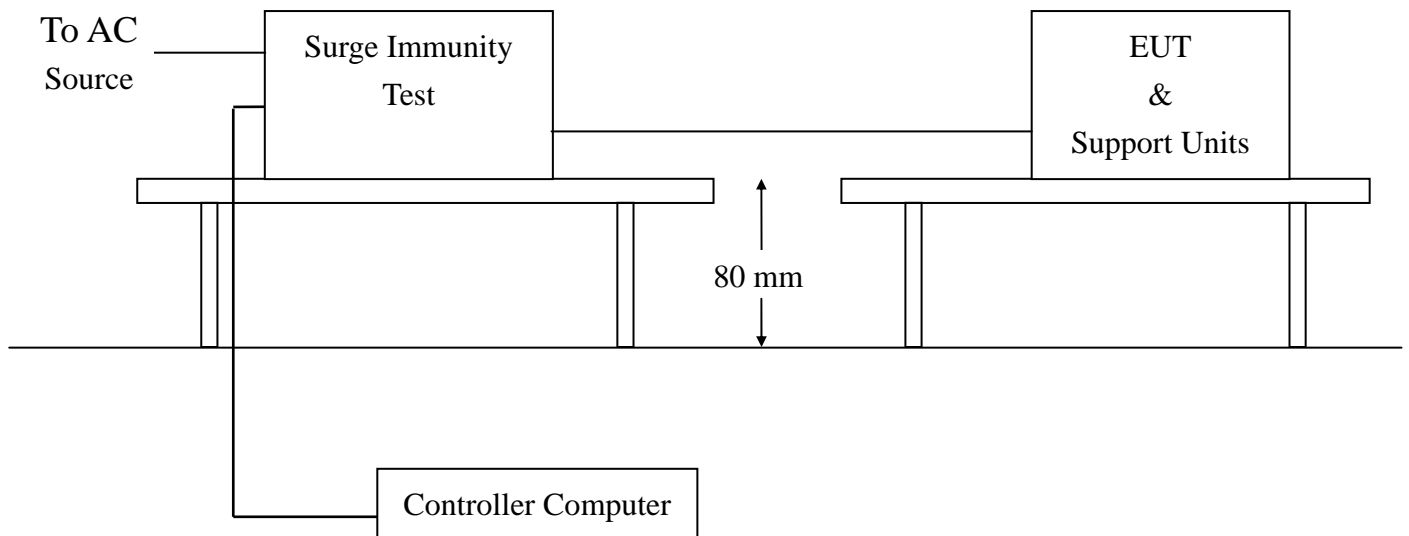 To AC
Source
Surge Immunity
Test
EUT
&
Support Units
80 mm
Controller Computer